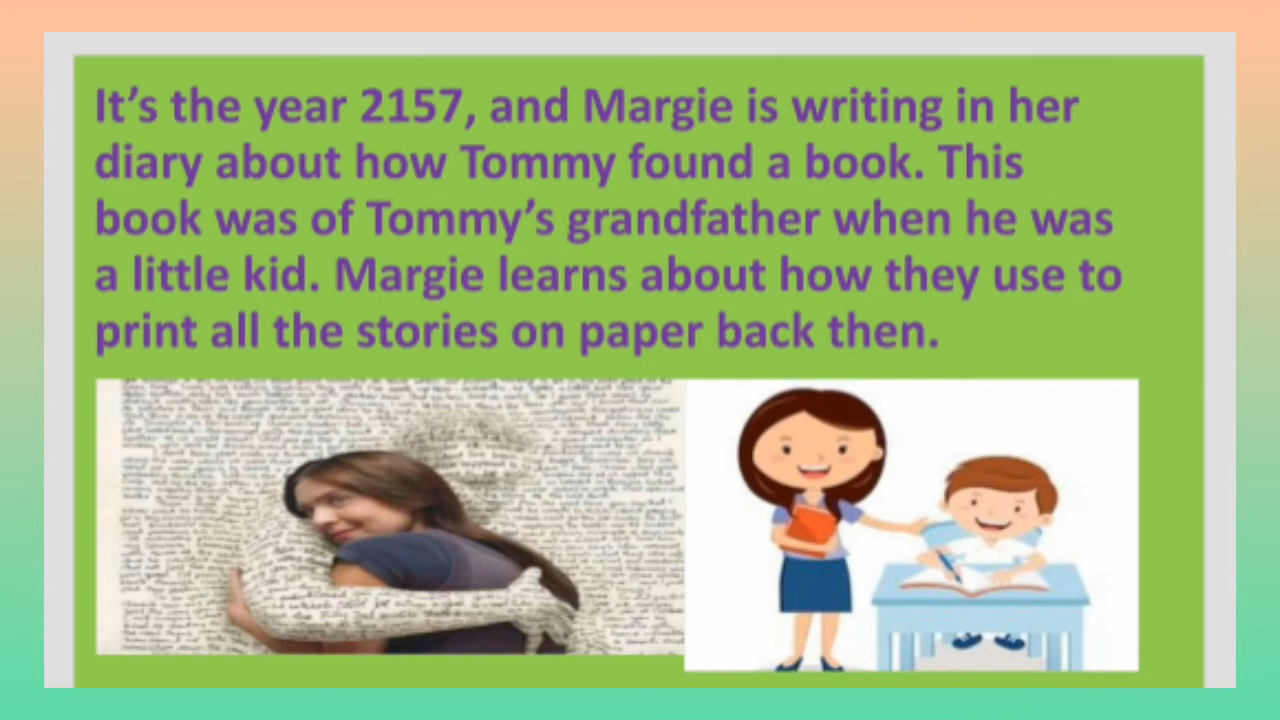 It's the year 2157, and Margie is writing in her
diary about how Tommy found a book. This
book was of Tommy's grandfather when he was
a little kid. Margie learns about how they use to
print all the stories on paper back then.